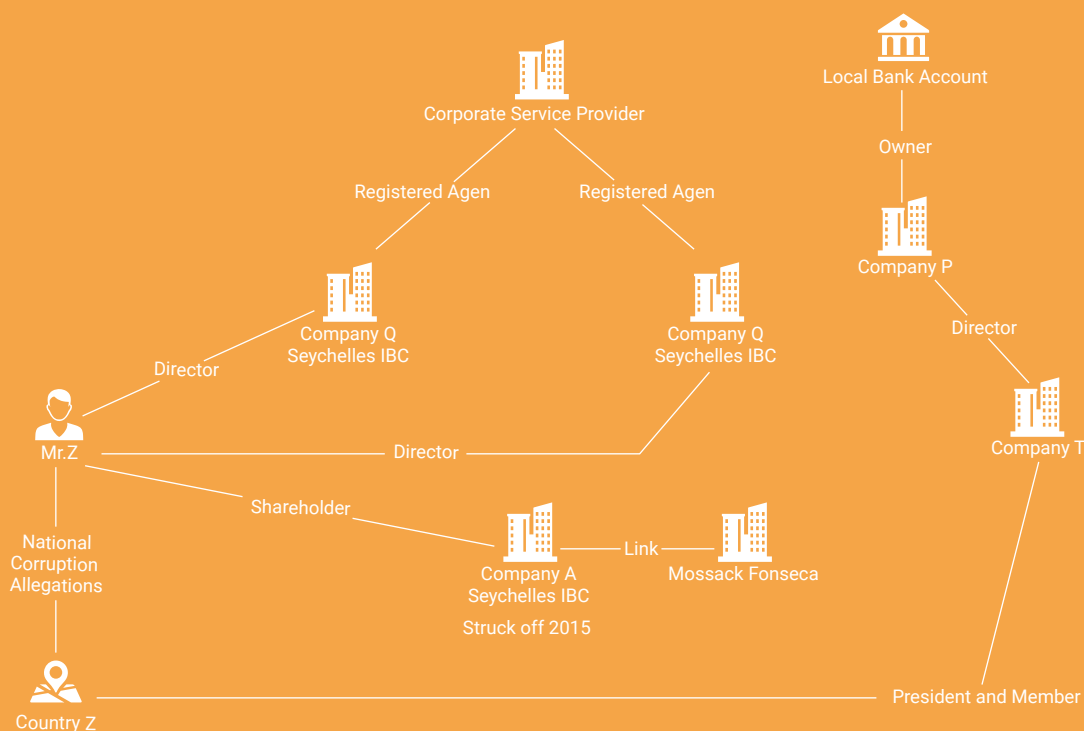 Local Bank Account
Corporate Service Provider
Owner
Registered Agen
Registered Agen
Company P
Company Q
Seychelles IBC
Company Q
Seychelles IBC
Director
Director
Mr.Z
Director
Company T
Shareholder
National
Corruption
Allegations
Link
Company A
Seychelles IBC
Mossack Fonseca
Struck off 2015
President and Member
Country Z